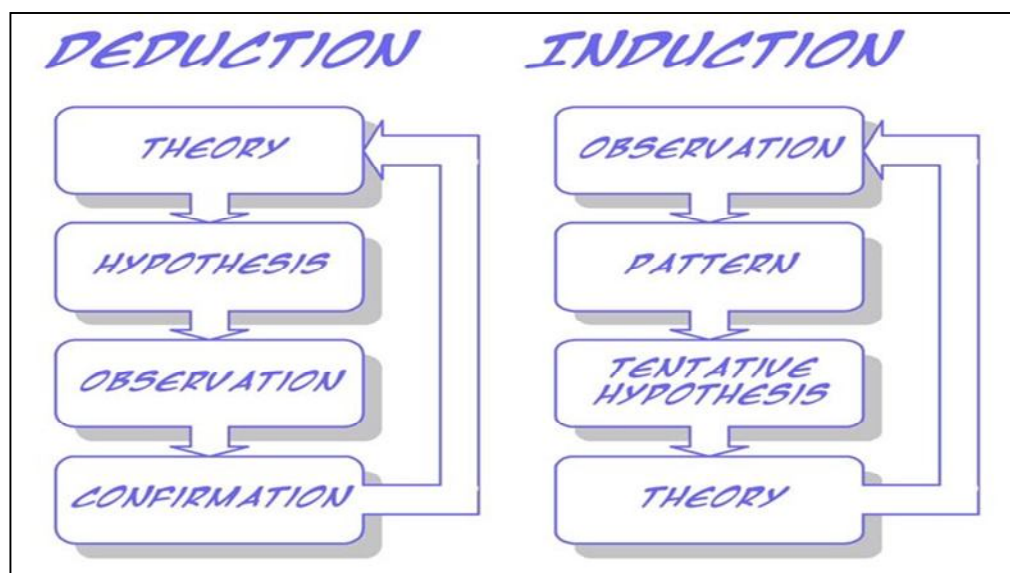 DEDUCTION
THEORY
HYPOTHESIS
OBSERVATION
CONFIRMATION
INDUCTION
OBSERVATION
PATTERN
TENTATIVE
HYPOTHESIS
THEORY